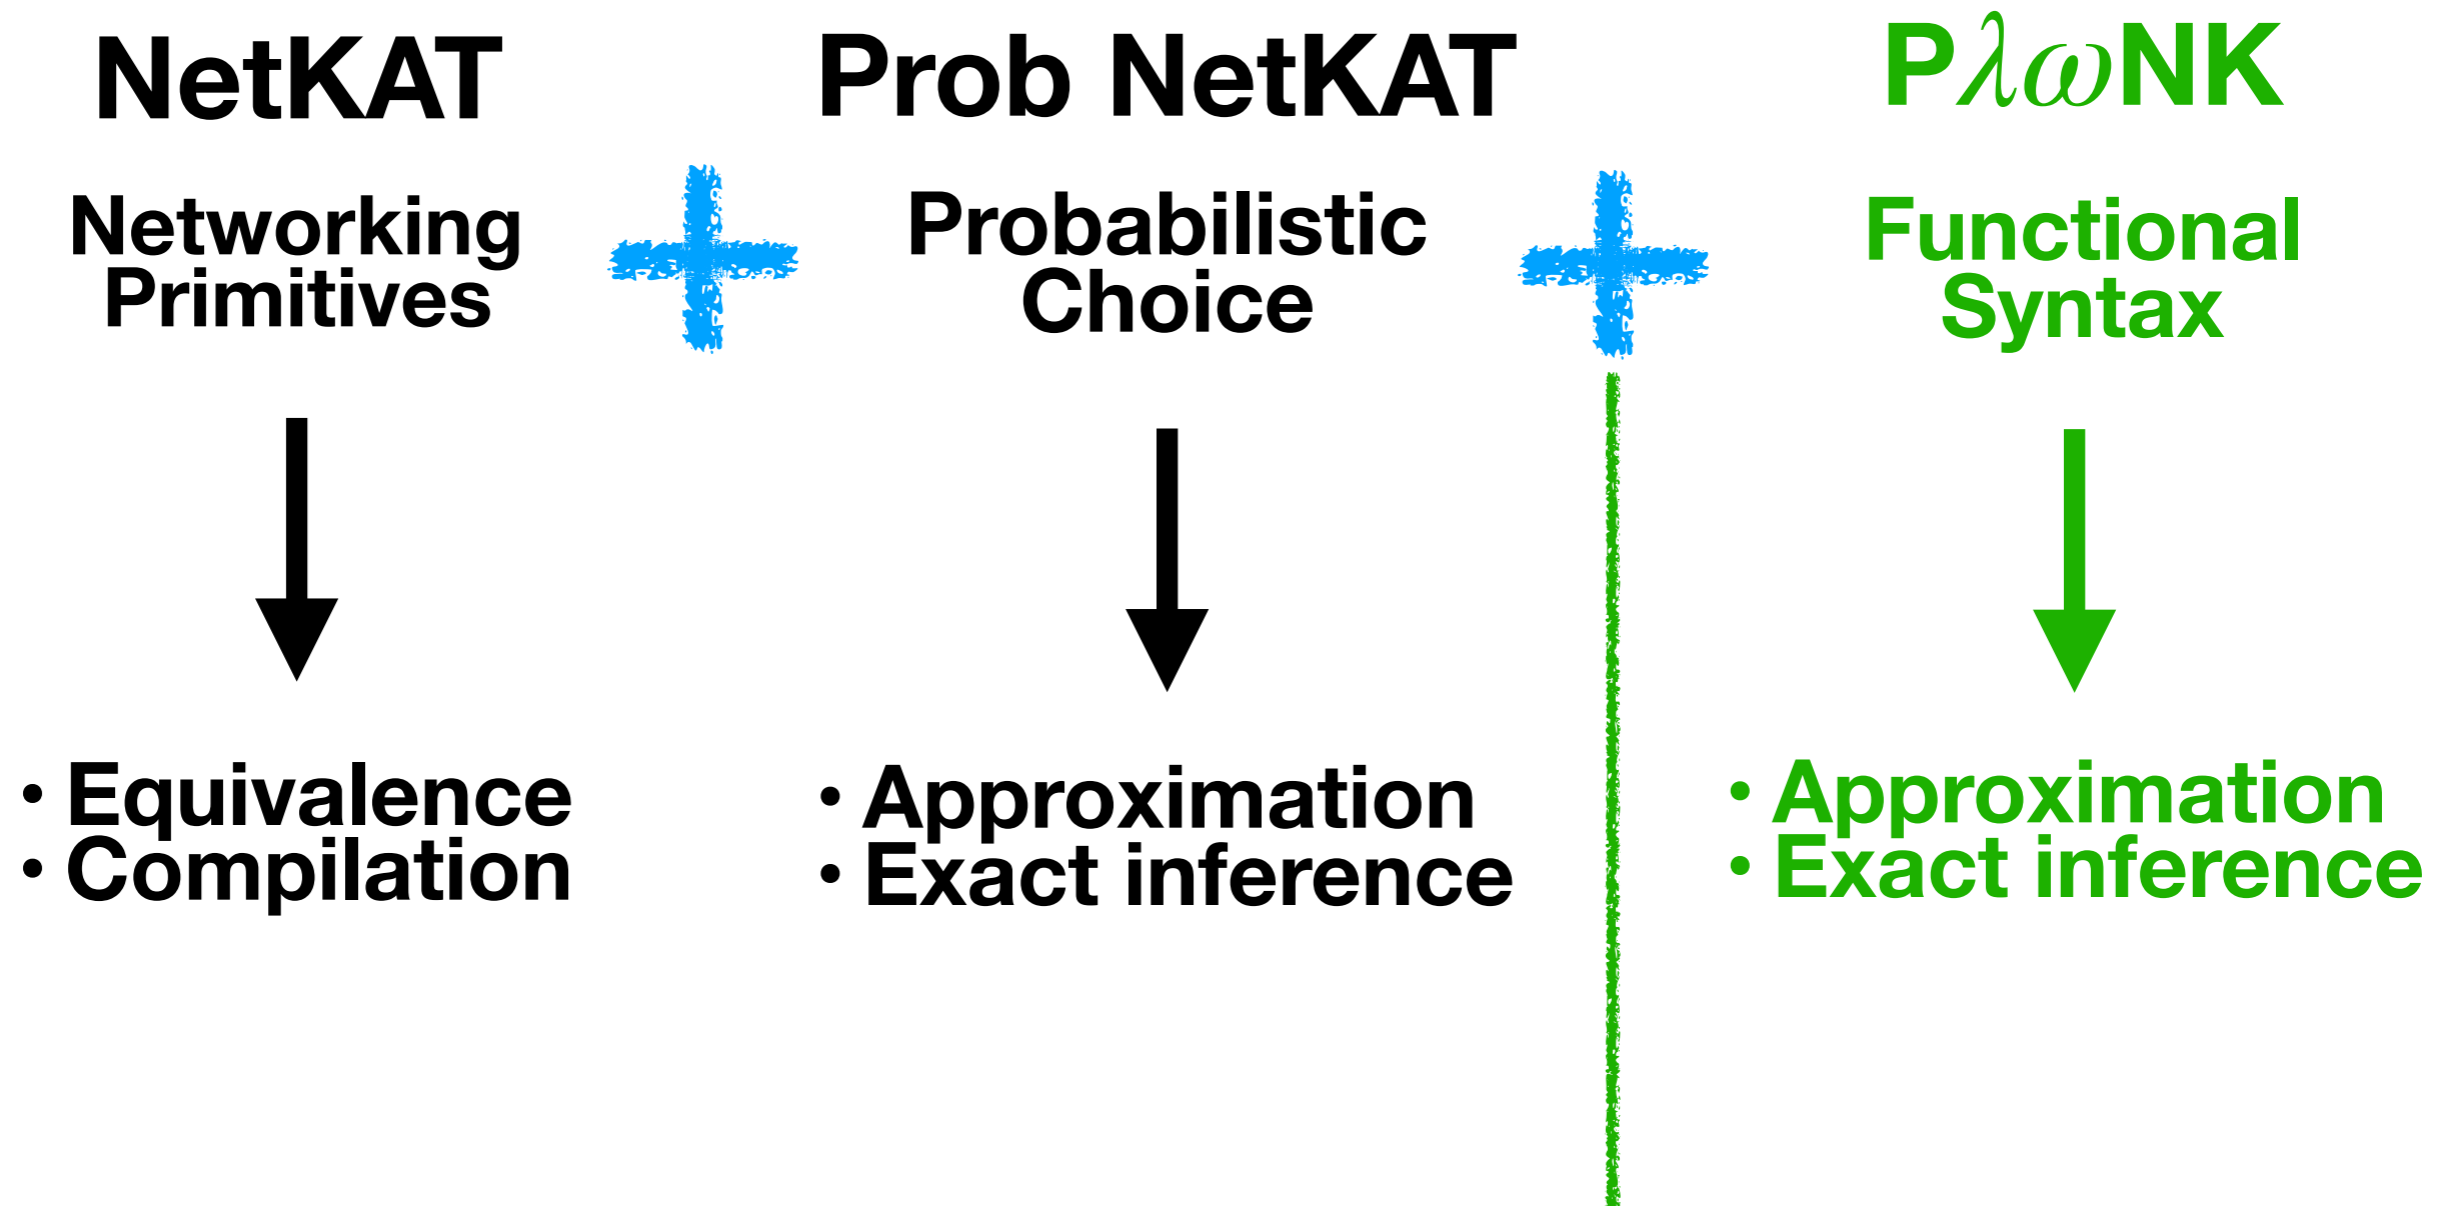 NetKAT
Networking
Primitives
• Equivalence
• Compilation
Prob NetKAT
Probabilistic
Choice
• Approximation
• Exact inference
PλωNK
Functional
Syntax
• Approximation
• Exact inference